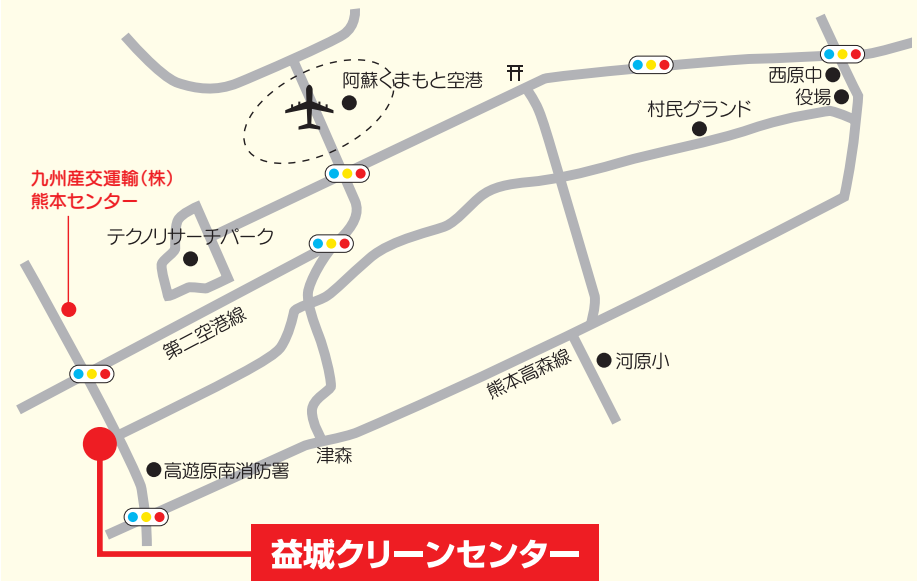 阿蘇くまもと空港
西原中
役場
村民グランド
九州産交運輸(株)
熊本センター
テクノリサーチパーク
第二空港線
熊本高森線
河原小
津森
高遊原南消防署
益城クリーンセンター